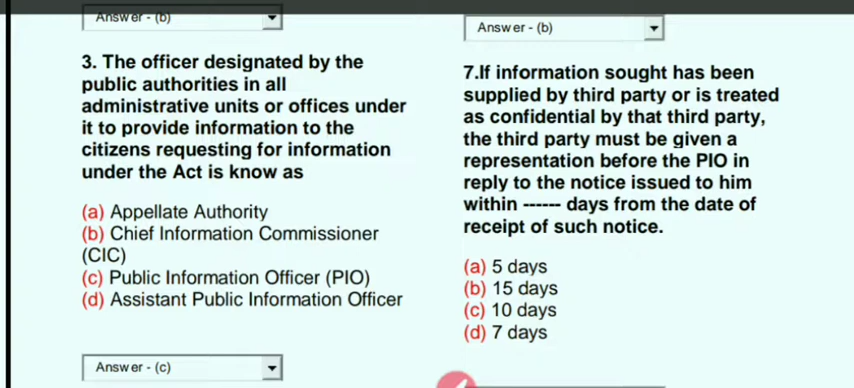 Answer - (b)
3. The officer designated by the
public authorities in all
administrative units or offices under
it to provide information to the
citizens requesting for information
under the Act is know as
(a) Appellate Authority
(b) Chief Information Commissioner
(CIC)
(c) Public Information Officer (PIO)
(d) Assistant Public Information Officer
Answer - (c)
Answer - (b)
7.If information sought has been
supplied by third party or is treated
as confidential by that third party,
the third party must be given a
representation before the PIO in
reply to the notice issued to him
within ------ days from the date of
receipt of such notice.
(a) 5 days
(b) 15 days
(c) 10 days
(d) 7 days